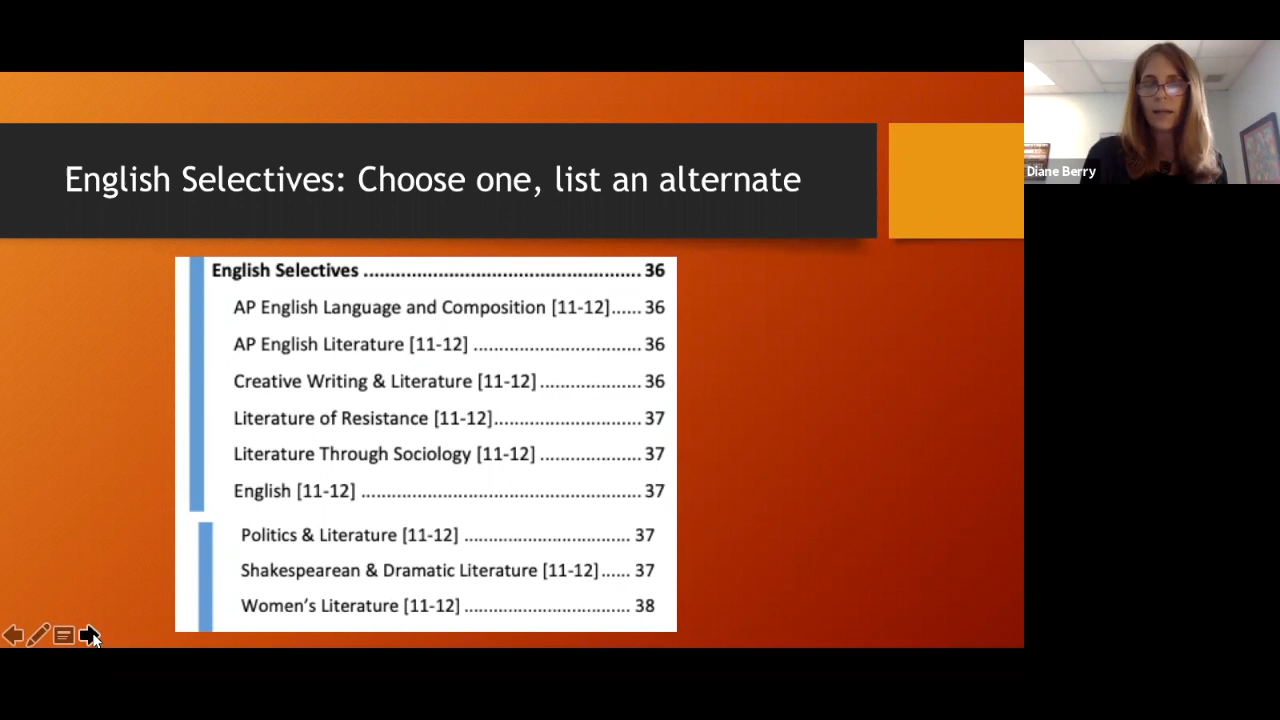 English Selectives: Choose one, list an alternate
English Selectives ..................................................... 36
AP English Language and Composition [11-12]...... 36
AP English Literature [11-12] ................................. 36
Creative Writing & Literature [11-12].................... 36
Literature of Resistance [11-12]............................. 37
Literature Through Sociology [11-12] .................... 37
English [11-12] ...................................................... 37
Politics & Literature [11-12] ................................. 37
Shakespearean & Dramatic Literature [11-12]...... 37
Women's Literature [11-12] ................................. 38
Diane Berry